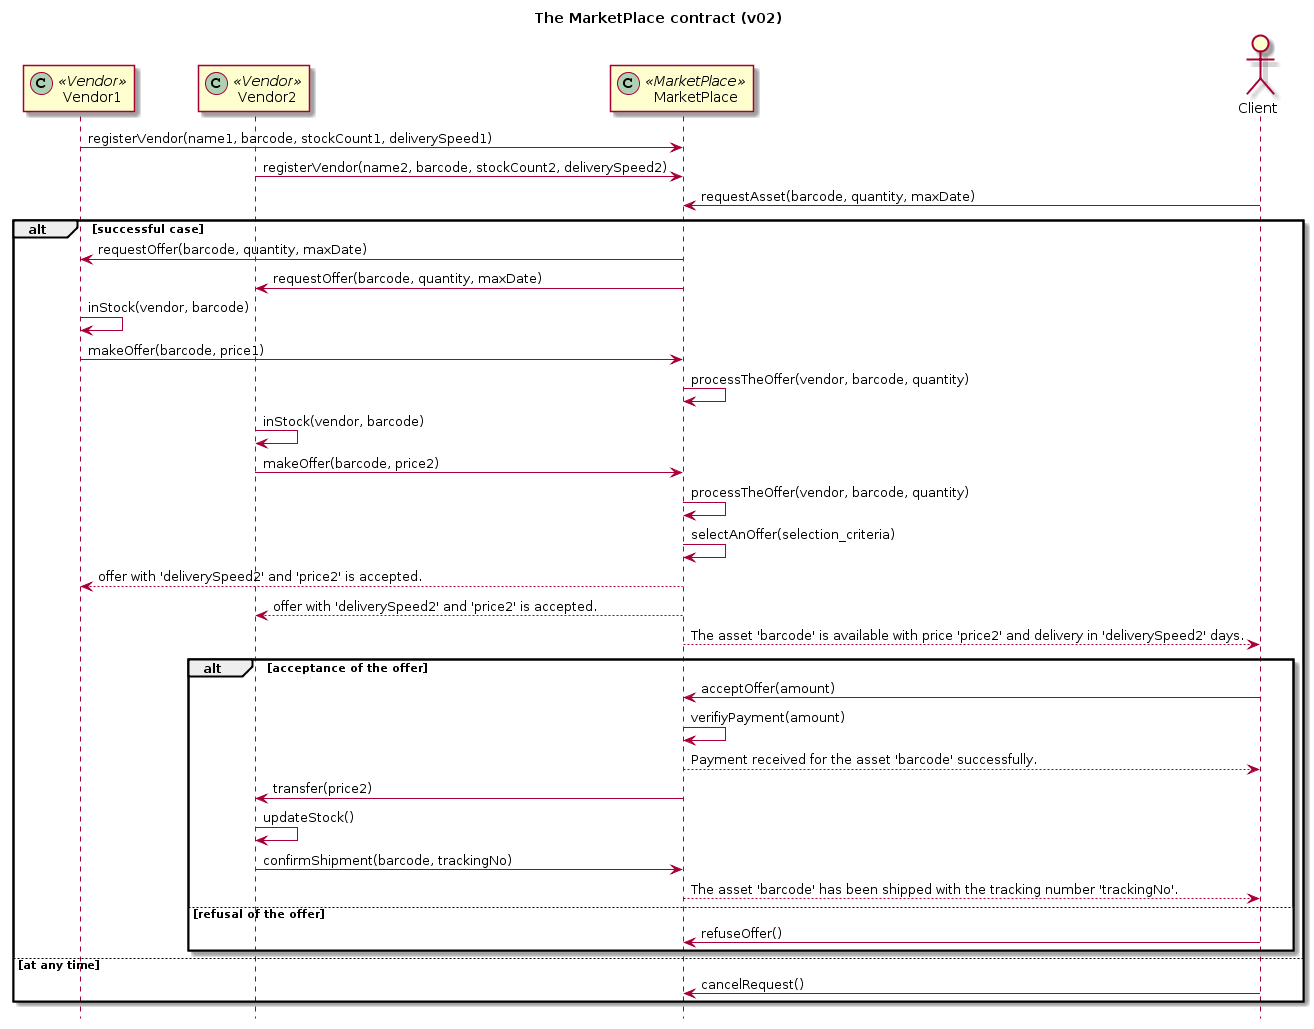 The MarketPlace contract (v02)
C «Vendor» Vendor1
C «Vendor» Vendor2
C «MarketPlace» MarketPlace
Client
registerVendor(name1, barcode, stockCount1, deliverySpeed1)
registerVendor(name2, barcode, stockCount2, deliverySpeed2)
requestAsset(barcode, quantity, maxDate)
alt [successful case]
requestOffer(barcode, quantity, maxDate)
requestOffer(barcode, quantity, maxDate)
inStock(vendor, barcode)
makeOffer(barcode, price1)
processTheOffer(vendor, barcode, quantity)
inStock(vendor, barcode)
makeOffer(barcode, price2)
processTheOffer(vendor, barcode, quantity)
selectAnOffer(selection_criteria)
offer with 'deliverySpeed2' and 'price2' is accepted.
offer with 'deliverySpeed2' and 'price2' is accepted.
The asset 'barcode' is available with price 'price2' and delivery in 'deliverySpeed2' days.
alt [acceptance of the offer]
acceptOffer(amount)
verifiyPayment(amount)
Payment received for the asset 'barcode' successfully.
transfer(price2)
updateStock()
confirmShipment(barcode, trackingNo)
The asset 'barcode' has been shipped with the tracking number 'trackingNo'.
[refusal of the offer]
refuseOffer()
[at any time]
cancelRequest()